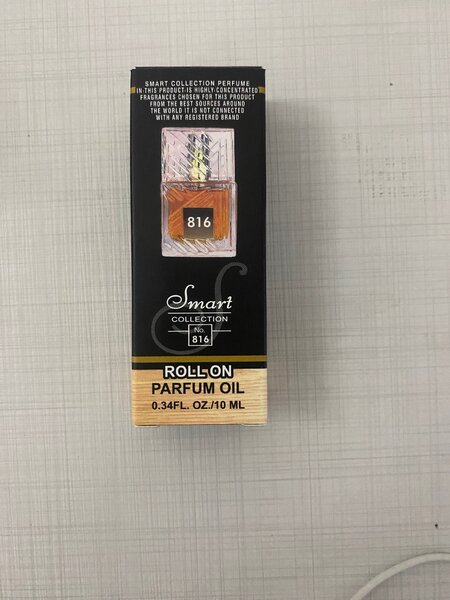 SMART COLLECTION PERFUME
IN-THIS PRODUCT-IS HIGHLY-CONCENTRATED
FRAGRANCES CHOSEN FOR THIS PRODUCT
FROM THE BEST SOURCES AROUND
THE WORLD IT IS NOT CONNECTED
WITH ANY REGISTERED BRAND
816
Smart
COLLECTION
No.
816
ROLL ON
PARFUM OIL
0.34FL. OZ./10 ML